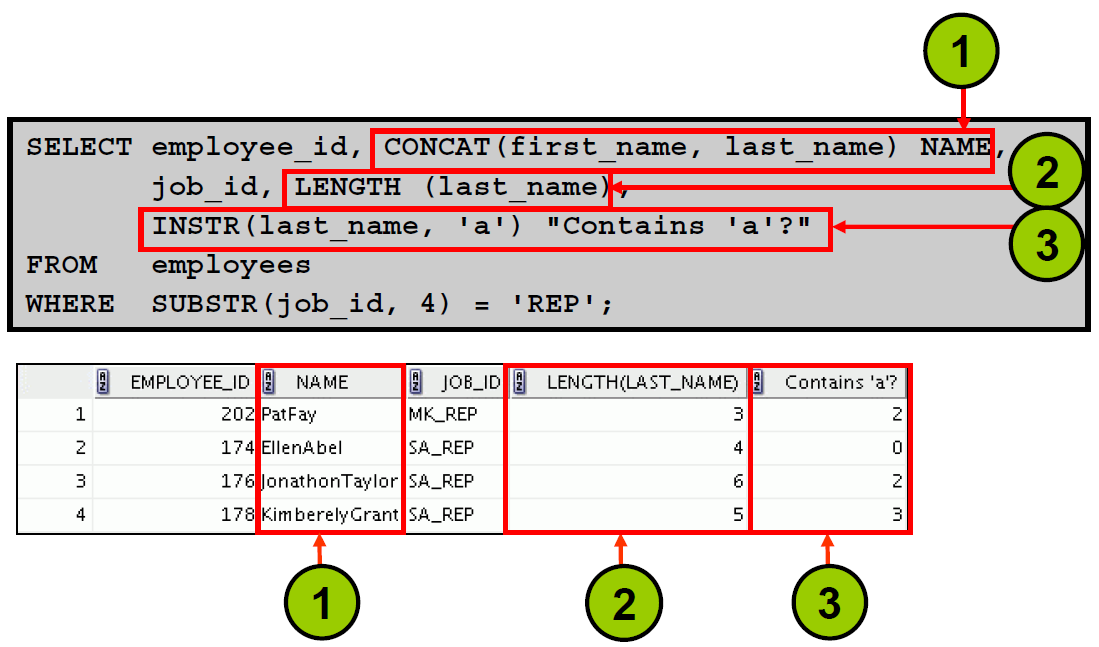 1
SELECT employee_id, CONCAT(first_name, last_name) NAME,
job_id, LENGTH (last_name),
2
INSTR(last_name, 'a') "Contains 'a'?"
3
FROM employees
WHERE SUBSTR(job_id, 4) = 'REP';
EMPLOYEE_ID NAME JOB_ID LENGTH(LAST_NAME) Contains 'a'?
1 202 PatFay MK_REP 3 2
2 174 EllenAbel SA_REP 4 0
3 176 JonathonTaylor SA_REP 6 2
4 178 KimberelyGrant SA_REP 5 3
1 2 3